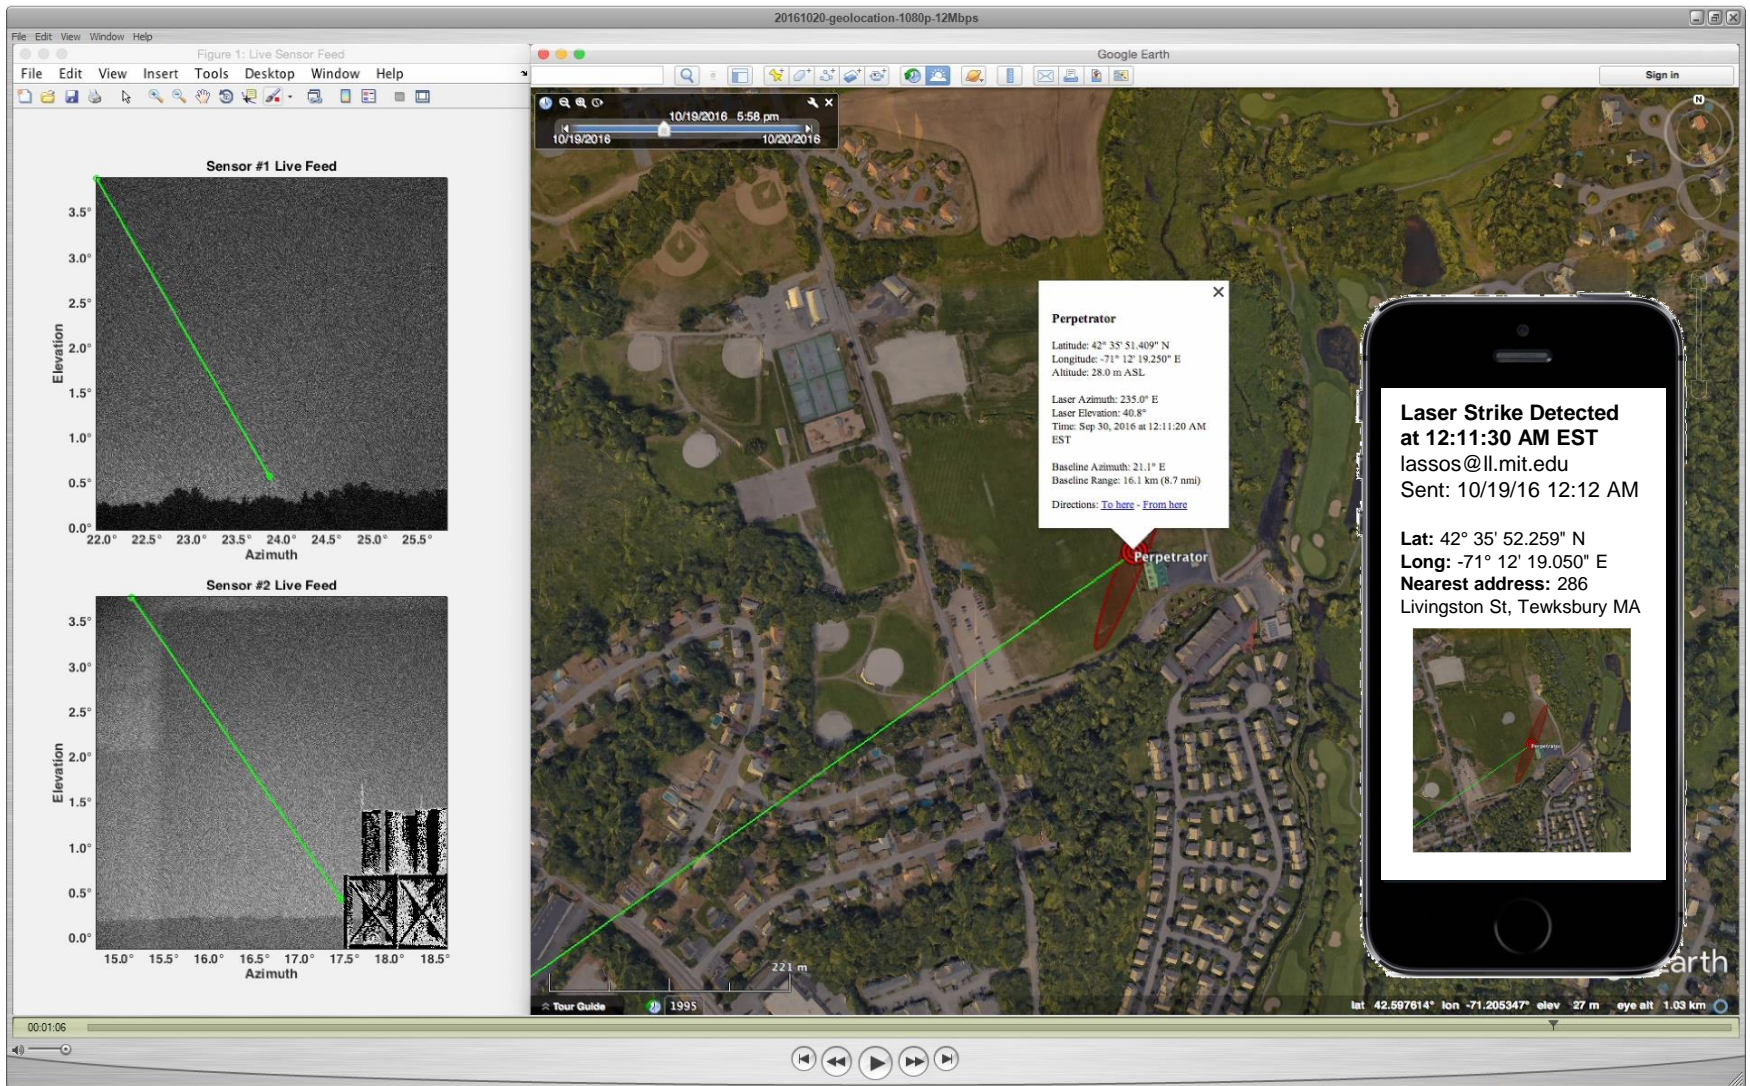 20161020-geolocation-1080p-12Mbps
File Edit View Window Help
Figure 1: Live Sensor Feed
File Edit View Insert Tools Desktop Window Help
Sensor #1 Live Feed
3.5°
3.0°
2.5°
2.0°
1.5°
1.0°
0.5°
0.0°
Elevation
22.0° 22.5° 23.0° 23.5° 24.0° 24.5° 25.0° 25.5°
Azimuth
Sensor #2 Live Feed
3.5°
3.0°
2.5°
2.0°
1.5°
1.0°
0.5°
0.0°
Elevation
15.0° 15.5° 16.0° 16.5° 17.0° 17.5° 18.0° 18.5°
Azimuth
Google Earth
Sign in
10/19/2016 5:58 pm
10/19/2016 10/20/2016
N
Perpetrator
Latitude: 42° 35' 51.409" N
Longitude: -71° 12' 19.250" E
Altitude: 28.0 m ASL
Laser Azimuth: 235.0° E
Laser Elevation: 40.8°
Time: Sep 30, 2016 at 12:11:20 AM
EST
Baseline Azimuth: 21.1° E
Baseline Range: 16.1 km (8.7 nmi)
Directions: To here - From here
Perpetrator
Laser Strike Detected
at 12:11:30 AM EST
lassos@ll.mit.edu
Sent: 10/19/16 12:12 AM
Lat: 42° 35' 52.259" N
Long: -71° 12' 19.050" E
Nearest address: 286
Livingston St, Tewksbury MA
Perpetrator
221 m
arth
Tour Guide
1995
lat 42.597614° lon -71.205347° elev 27 m eye alt 1.03 km
00:01:06